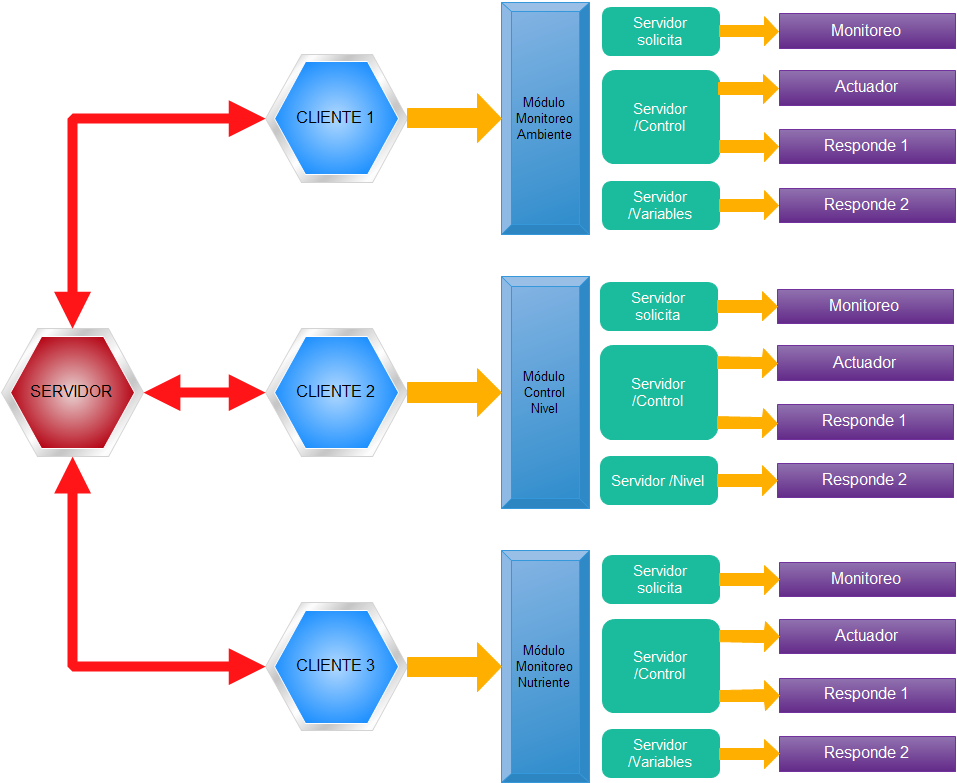 SERVIDOR
CLIENTE 1
Módulo
Monitoreo
Ambiente
Servidor
solicita
Monitoreo
Servidor
/Control
Actuador
Responde 1
Servidor
/Variables
Responde 2
CLIENTE 2
Módulo
Control
Nivel
Servidor
solicita
Monitoreo
Servidor
/Control
Actuador
Responde 1
Servidor /Nivel
Responde 2
CLIENTE 3
Módulo
Monitoreo
Nutriente
Servidor
solicita
Monitoreo
Servidor
/Control
Actuador
Responde 1
Servidor
/Variables
Responde 2